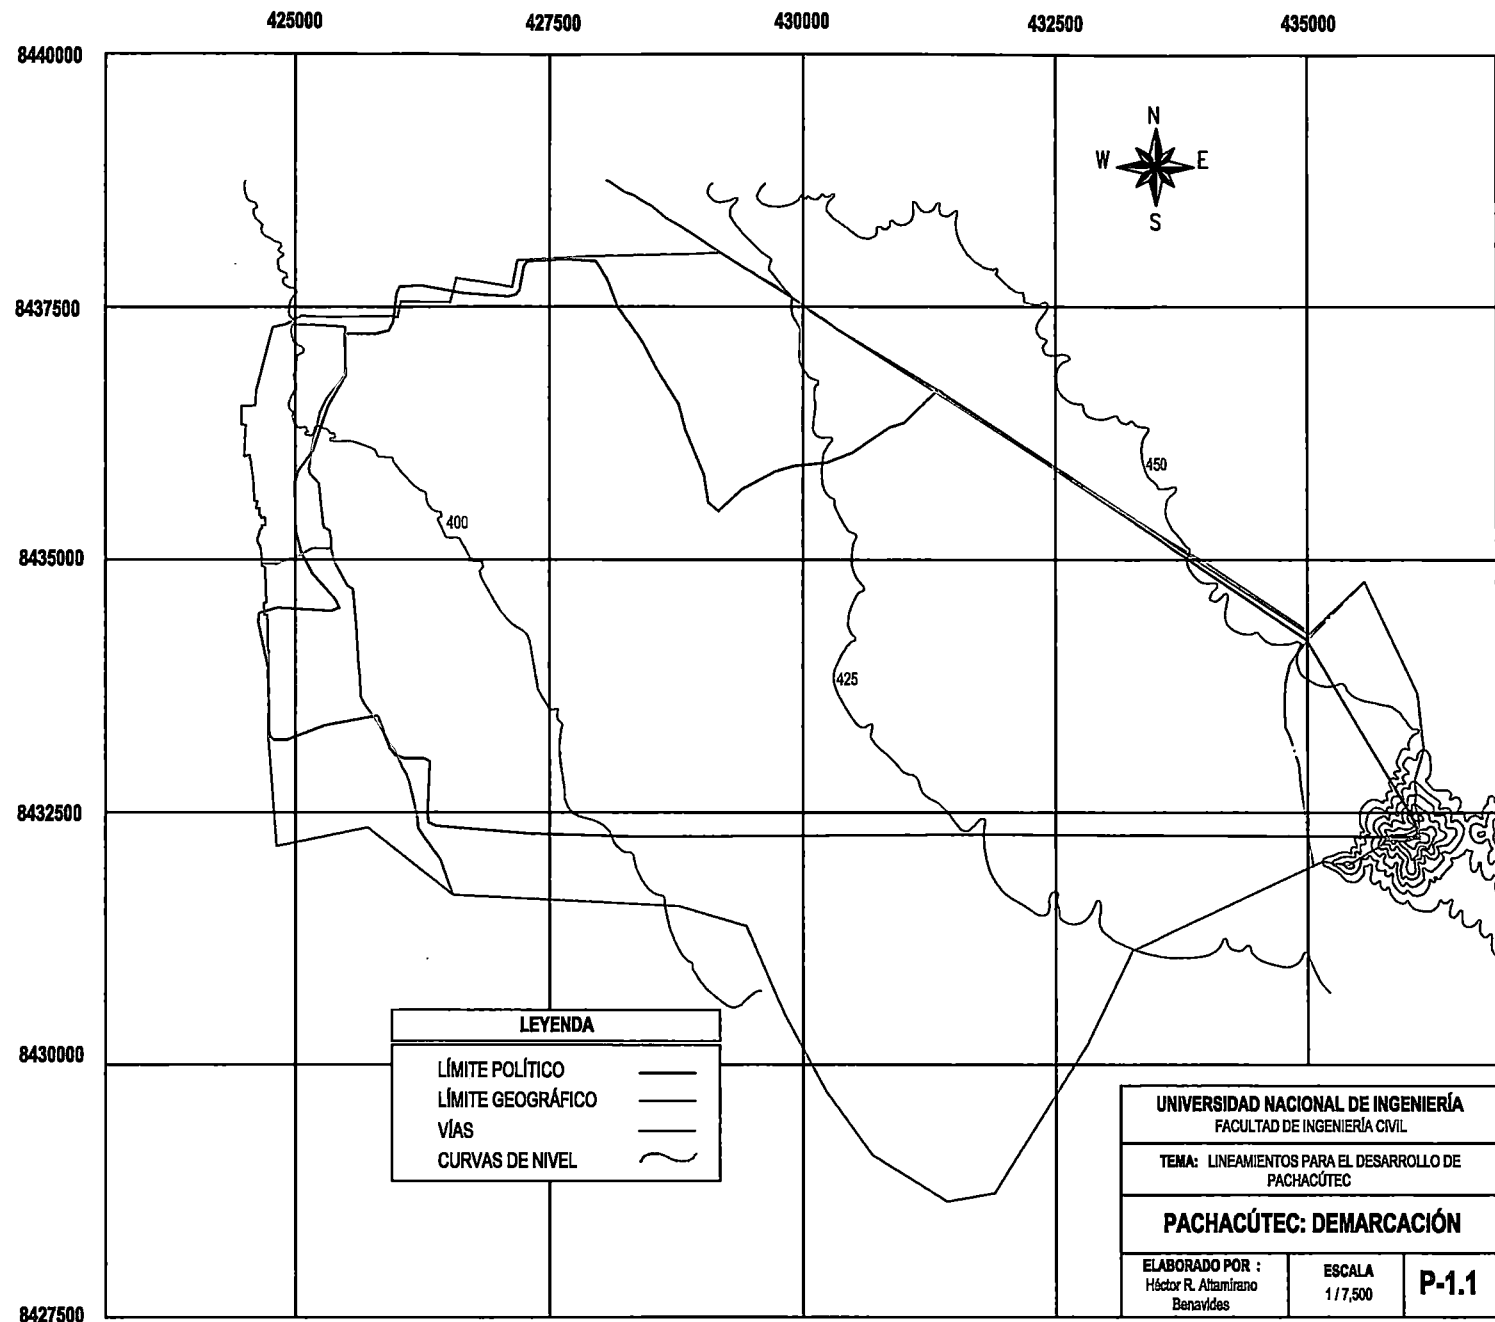 425000 427500 430000 432500 435000
8440000
N
W E
S
8437500
450
400
8435000
425
8432500
LEYENDA
8430000
LÍMITE POLÍTICO
LÍMITE GEOGRÁFICO
VÍAS
CURVAS DE NIVEL
UNIVERSIDAD NACIONAL DE INGENIERÍA
FACULTAD DE INGENIERÍA CIVIL
TEMA: LINEAMIENTOS PARA EL DESARROLLO DE
PACHACÚTEC
PACHACÚTEC: DEMARCACIÓN
ELABORADO POR :
Héctor R. Altamirano
Benavides
ESCALA
1 / 7,500
P-1.1
8427500